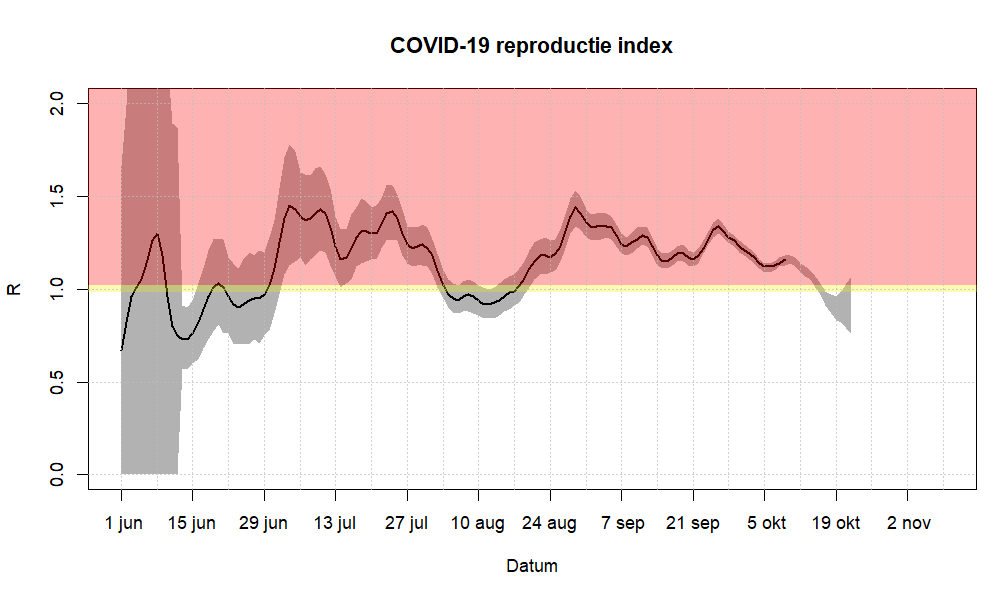 COVID-19 reproductie index
R
2.0
1.5
1.0
0.5
0.0
1 jun 15 jun 29 jun 13 jul 27 jul 10 aug 24 aug 7 sep 21 sep 5 okt 19 okt 2 nov
Datum